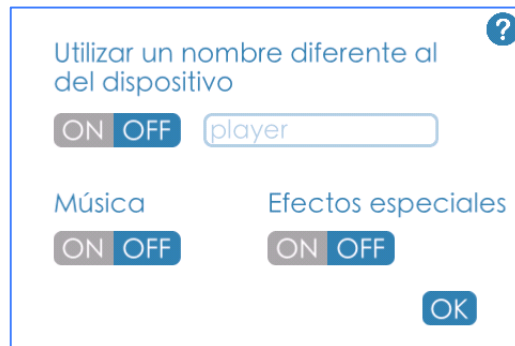 ?
Utilizar un nombre diferente al
del dispositivo
ON OFF player
Música Efectos especiales
ON OFF ON OFF
OK